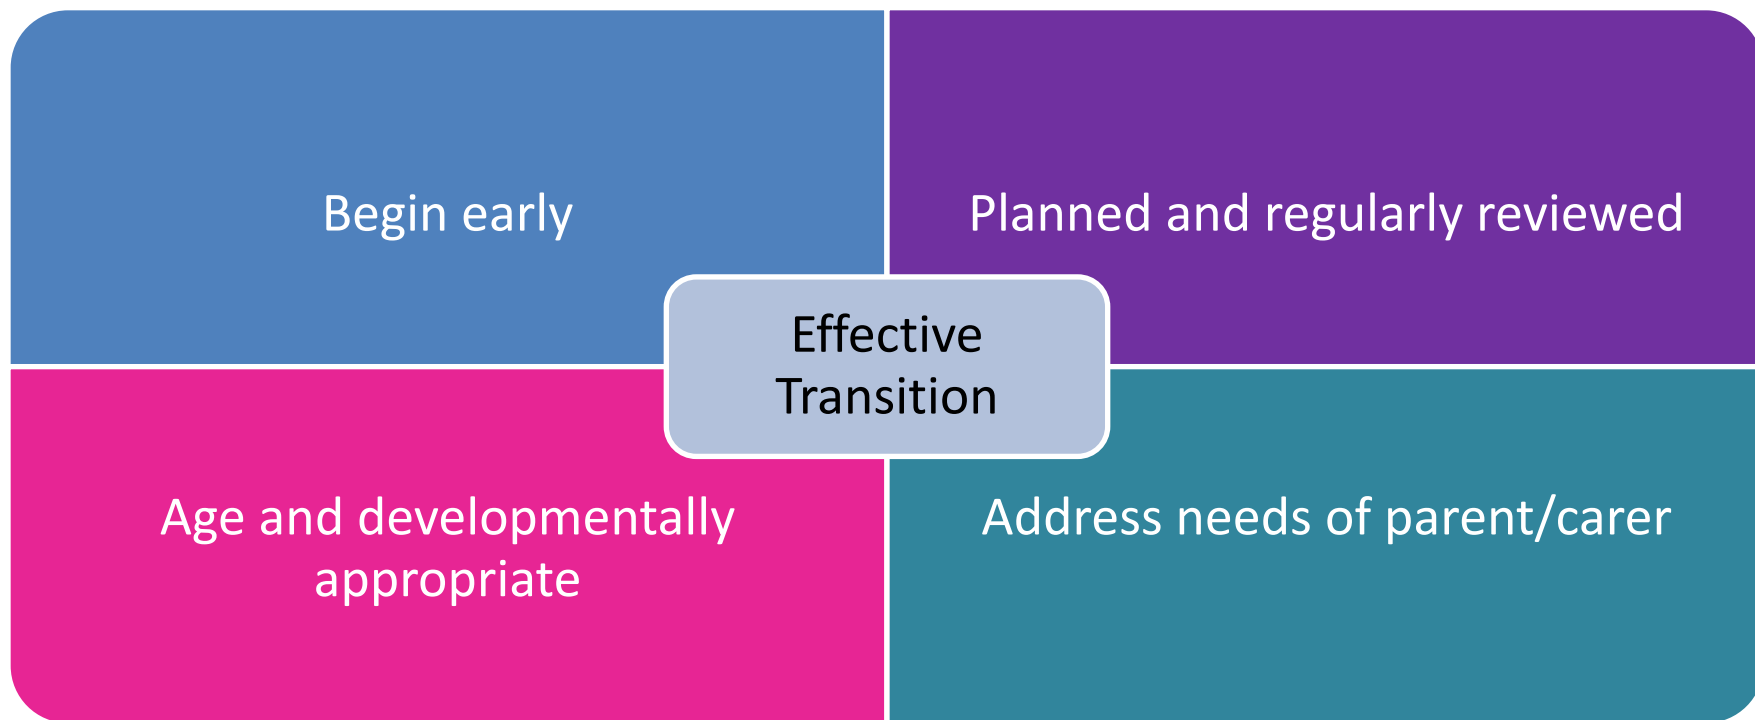 Begin early
Planned and regularly reviewed
Effective
Transition
Age and developmentally
appropriate
Address needs of parent/carer